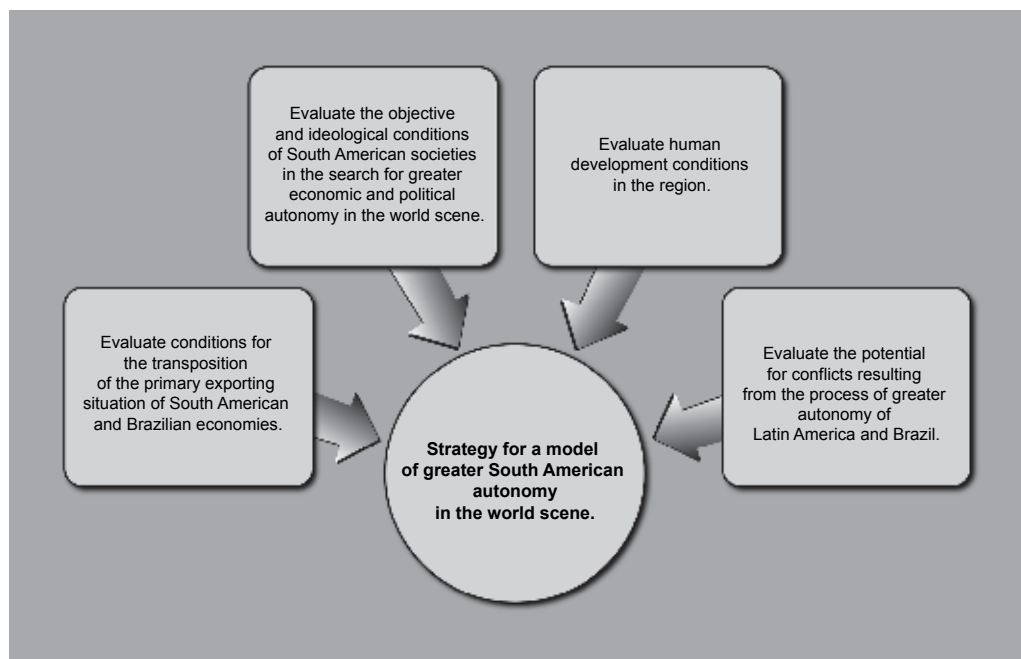 Evaluate the objective
and ideological conditions
of South American societies
in the search for greater
economic and political
autonomy in the world scene.
Evaluate human
development conditions
in the region.
Evaluate conditions for
the transposition
of the primary exporting
situation of South American
and Brazilian economies.
Evaluate the potential
for conflicts resulting
from the process of greater
autonomy of
Latin America and Brazil.
Strategy for a model
of greater South American
autonomy
in the world scene.